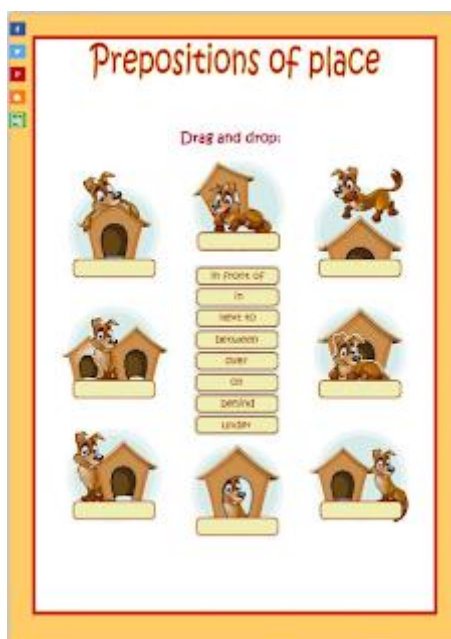 Prepositions of place
Drag and drop:
in front of
in
next to
between
over
on
behind
under